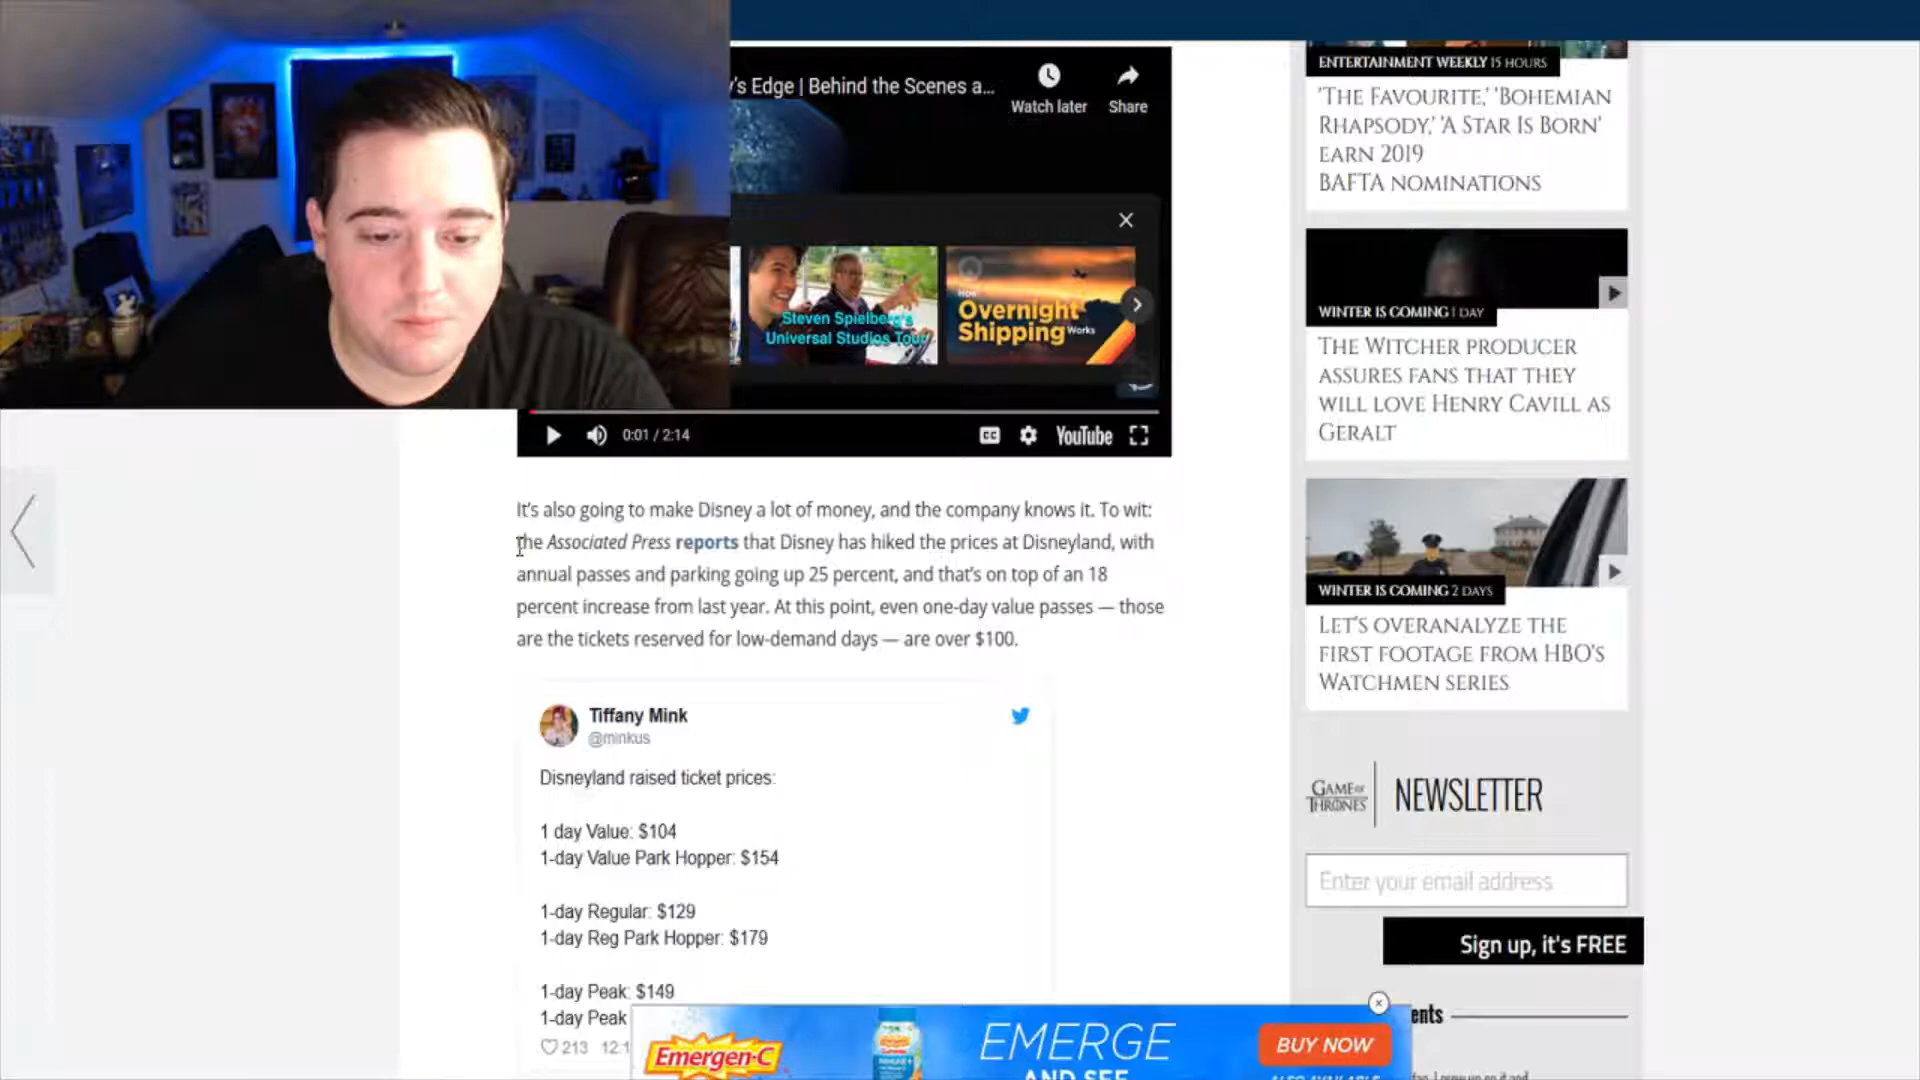 's Edge | Behind the Scenes a...
Watch later
Share
Steven Spielberg's
Universal Studios Tour
How
Overnight
Shipping Works
0:01 / 2:14
CC
YouTube
It's also going to make Disney a lot of money, and the company knows it. To wit:
the Associated Press reports that Disney has hiked the prices at Disneyland, with
annual passes and parking going up 25 percent, and that's on top of an 18
percent increase from last year. At this point, even one-day value passes — those
are the tickets reserved for low-demand days — are over $100.
Tiffany Mink
@minkus
Disneyland raised ticket prices:
1 day Value: $104
1-day Value Park Hopper: $154
1-day Regular: $129
1-day Reg Park Hopper: $179
1-day Peak: $149
1-day Peak
213 12:1
Emergen-C
EMERGE
AND SEE
BUY NOW
ENTERTAINMENT WEEKLY 15 HOURS
'THE FAVOURITE,' 'BOHEMIAN
RHAPSODY,' 'A STAR IS BORN'
EARN 2019
BAFTA NOMINATIONS
WINTER IS COMING 1 DAY
THE WITCHER PRODUCER
ASSURES FANS THAT THEY
WILL LOVE HENRY CAVILL AS
GERALT
WINTER IS COMING 2 DAYS
LET'S OVERANALYZE THE
FIRST FOOTAGE FROM HBO'S
WATCHMEN SERIES
GAME OF
THRONES
NEWSLETTER
Enter your email address
Sign up, it's FREE
ents